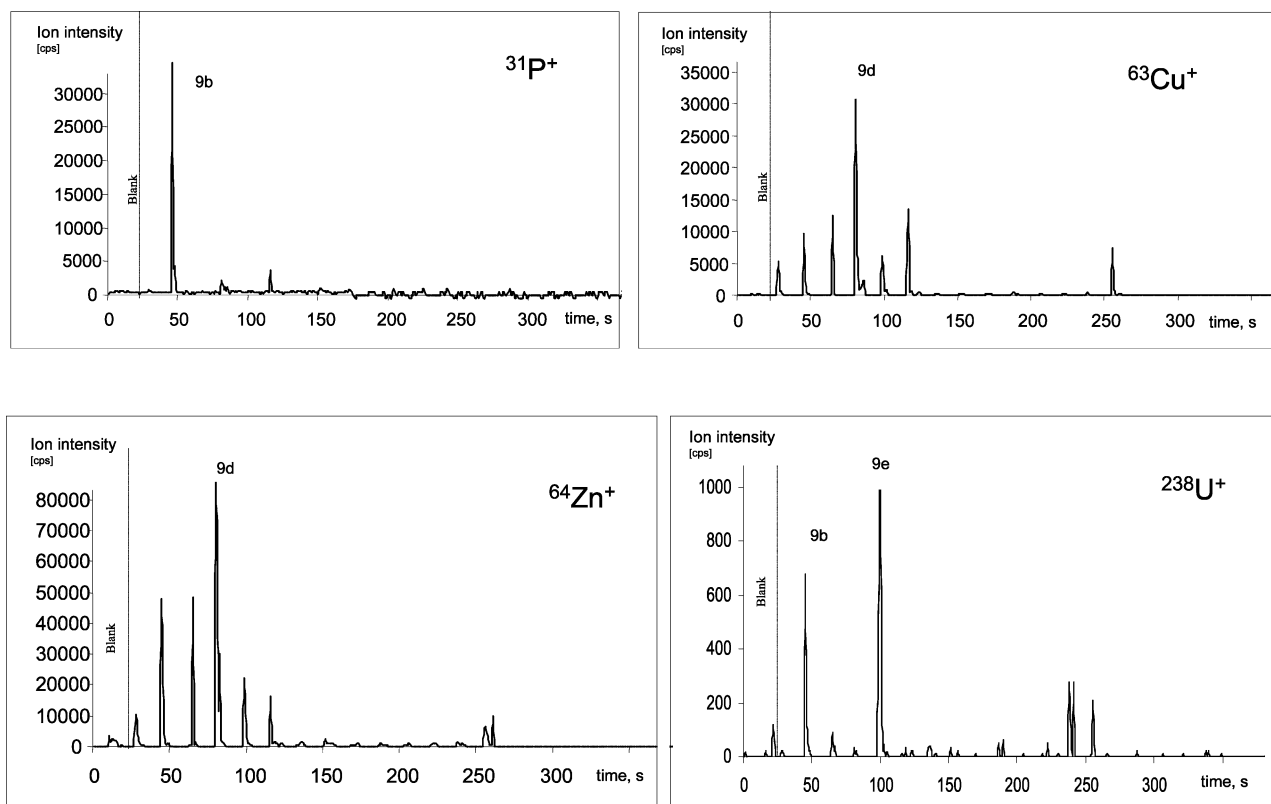 Ion intensity
[cps]
9b
³¹P⁺
30000
25000
20000
15000
10000
5000
0
Blank
0 50 100 150 200 250 300 time, s
Ion intensity
[cps]
9d
⁶³Cu⁺
35000
30000
25000
20000
15000
10000
5000
0
Blank
0 50 100 150 200 250 300 time, s
Ion intensity
[cps]
9d
⁶⁴Zn⁺
80000
70000
60000
50000
40000
30000
20000
10000
0
Blank
0 50 100 150 200 250 300 time, s
Ion intensity
[cps]
9e
²³⁸U⁺
9b
1000
800
600
400
200
0
Blank
0 50 100 150 200 250 300 time, s